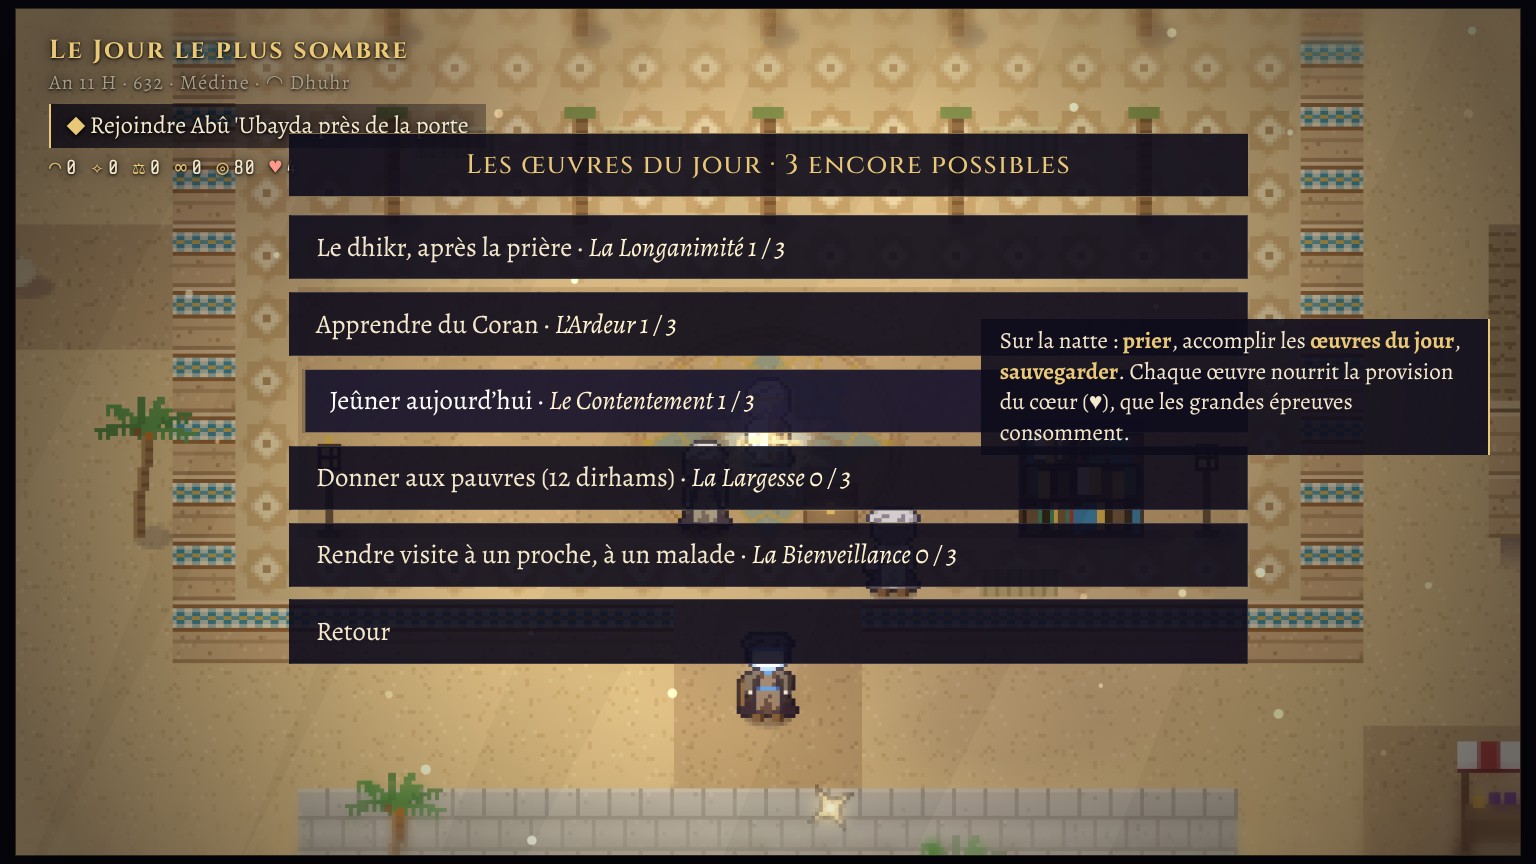 Le Jour le plus sombre
An 11 H · 632 · Médine · ◠ Dhuhr
◆ Rejoindre Abû 'Ubayda près de la porte
◠0 ✧0 ⚖0 ∞0 ◎80 ♥
Les œuvres du jour · 3 encore possibles
Le dhikr, après la prière · La Longanimité 1 / 3
Apprendre du Coran · L’Ardeur 1 / 3
Jeûner aujourd’hui · Le Contentement 1 / 3
Sur la natte : prier, accomplir les œuvres du jour,
sauvegarder. Chaque œuvre nourrit la provision
du cœur (♥), que les grandes épreuves
consomment.
Donner aux pauvres (12 dirhams) · La Largesse 0 / 3
Rendre visite à un proche, à un malade · La Bienveillance 0 / 3
Retour